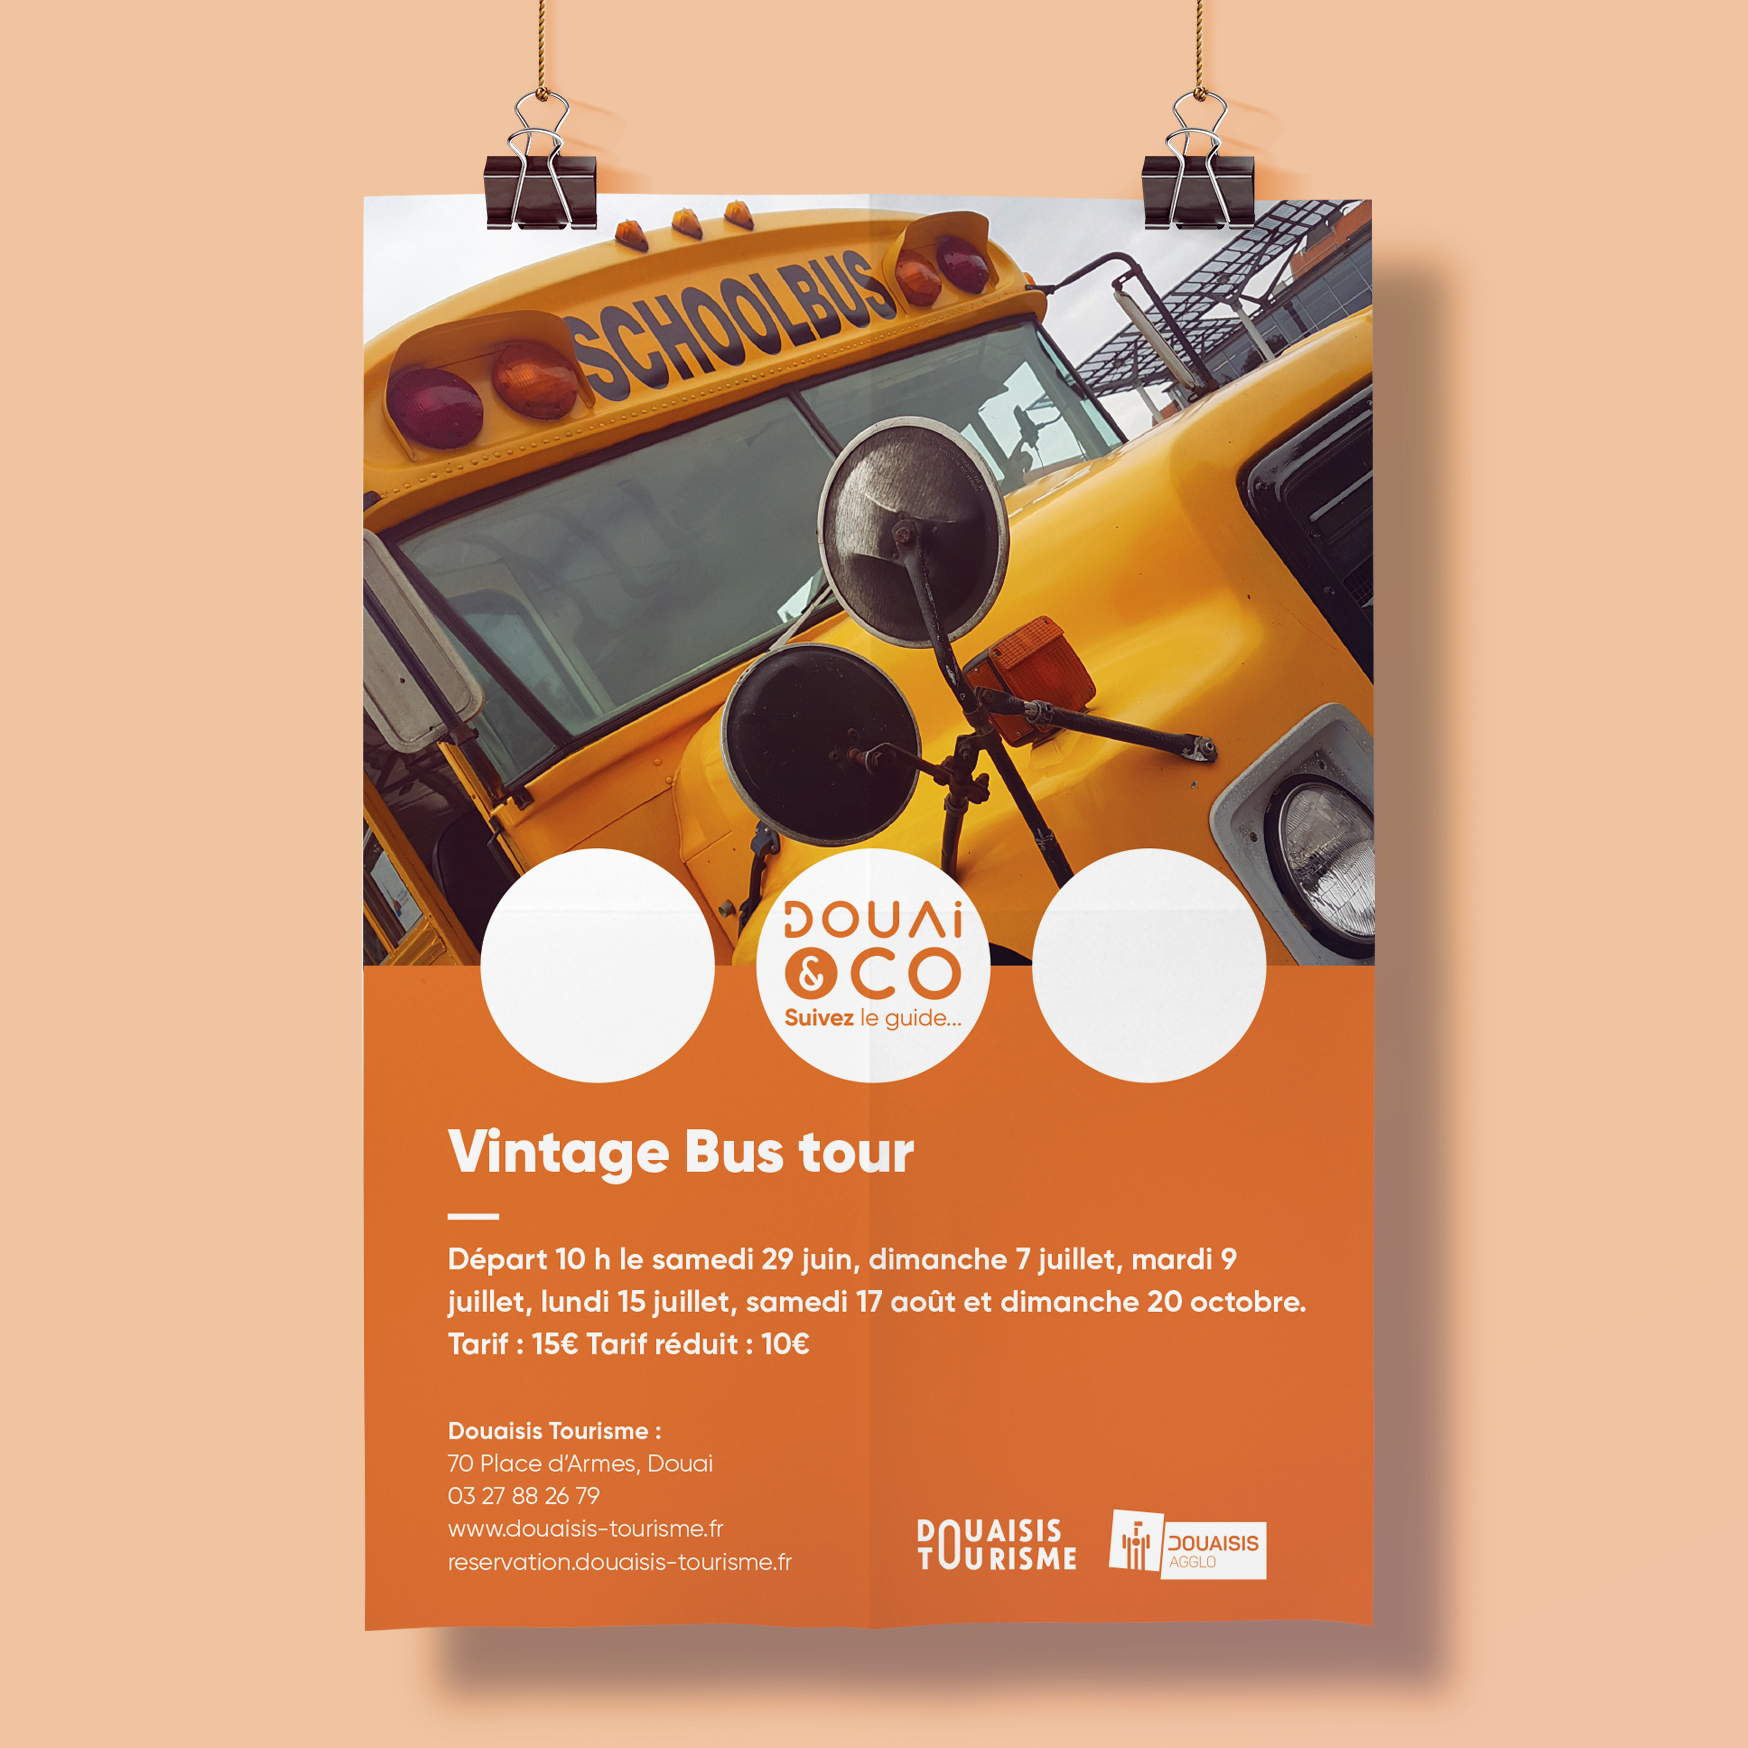 SCHOOLBUS
DOUAi
&CO
Suivez le guide...
Vintage Bus tour
Départ 10 h le samedi 29 juin, dimanche 7 juillet, mardi 9
juillet, lundi 15 juillet, samedi 17 août et dimanche 20 octobre.
Tarif : 15€ Tarif réduit : 10€
Douaisis Tourisme :
70 Place d’Armes, Douai
03 27 88 26 79
www.douaisis-tourisme.fr
reservation.douaisis-tourisme.fr
DOUAISIS
TOURISME
DOUAISIS
AGGLO